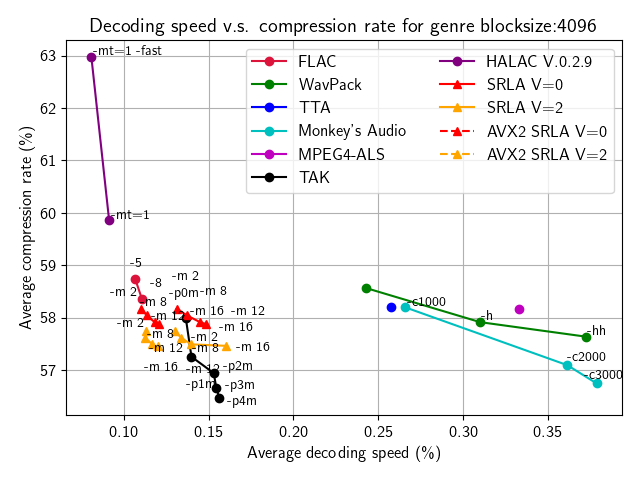 Decoding speed v.s. compression rate for genre blocksize:4096
Average compression rate (%)
63
62
61
60
59
58
57
-mt=1 -fast
-mt=1
FLAC
WavPack
TTA
Monkey's Audio
MPEG4-ALS
TAK
HALAC V.0.2.9
SRLA V=0
SRLA V=2
AVX2 SRLA V=0
AVX2 SRLA V=2
-5
-8
-m 2
-m 8
-m 12
-m 16
-m 2
-m 8
-m 12
-m 16
-p0m
-m 2
-m 8
-m 12
-m 16
-m 2
-m 8
-m 12
-m 16
-p1m
-p2m
-p3m
-p4m
-c1000
-h
-hh
-c2000
-c3000
0.10
0.15
0.20
0.25
0.30
0.35
Average decoding speed (%)